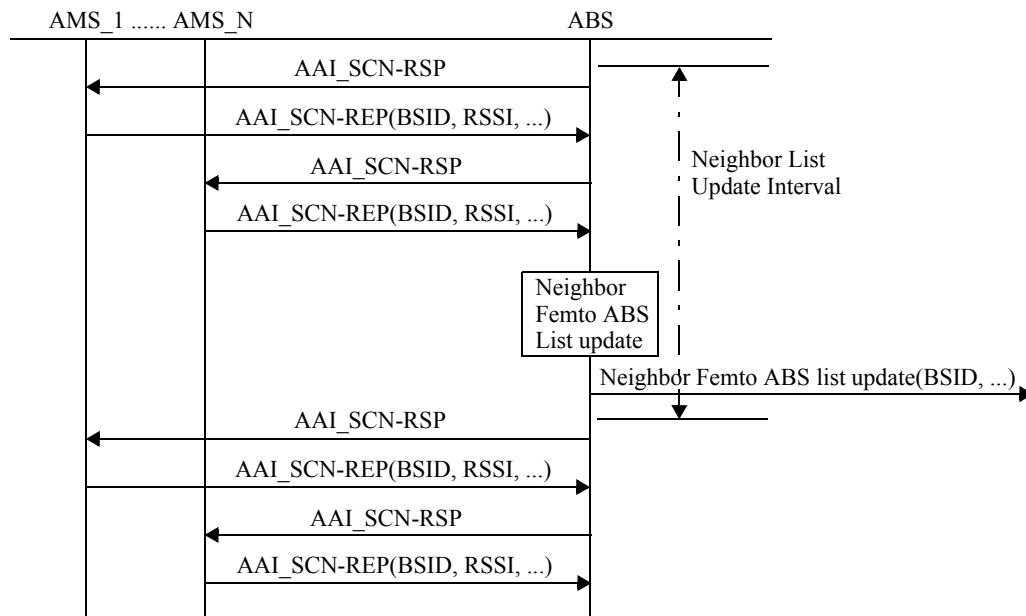 AMS_1 ...... AMS_N
ABS
AAI_SCN-RSP
AAI_SCN-REP(BSID, RSSI, ...)
AAI_SCN-RSP
AAI_SCN-REP(BSID, RSSI, ...)
Neighbor List
Update Interval
Neighbor
Femto ABS
List update
Neighbor Femto ABS list update(BSID, ...)
AAI_SCN-RSP
AAI_SCN-REP(BSID, RSSI, ...)
AAI_SCN-RSP
AAI_SCN-REP(BSID, RSSI, ...)